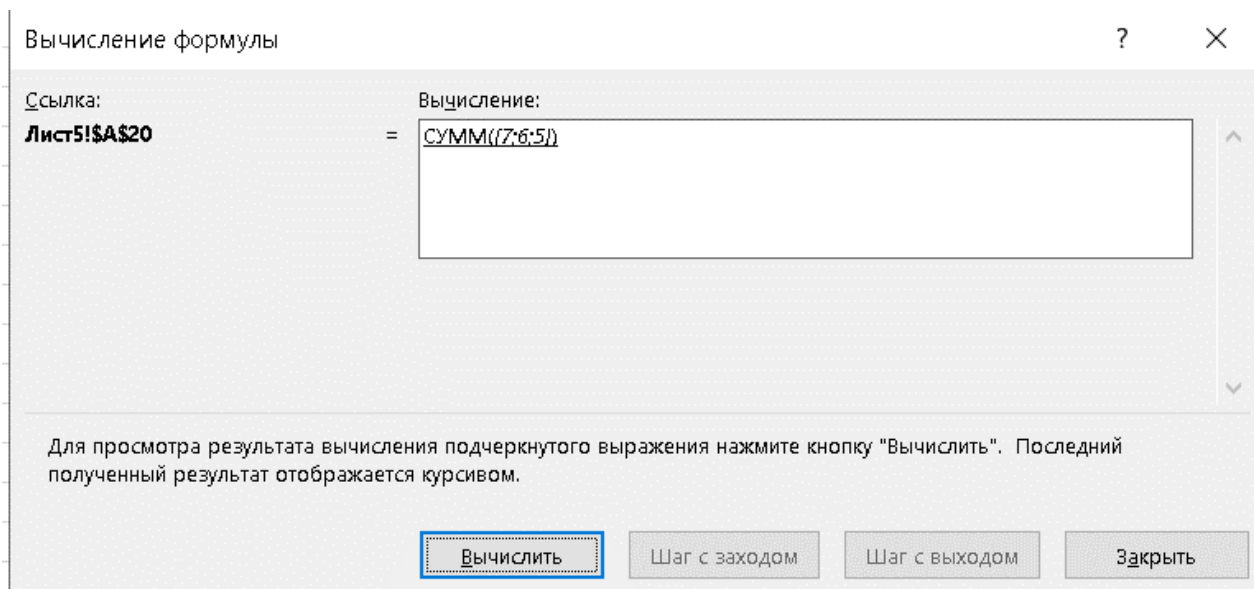 Вычисление формулы ? ×
Ссылка: Вычисление:
Лист5!$A$20 = СУММ({7;6;5})
Для просмотра результата вычисления подчеркнутого выражения нажмите кнопку "Вычислить". Последний
полученный результат отображается курсивом.
Вычислить Шаг с заходом Шаг с выходом Закрыть